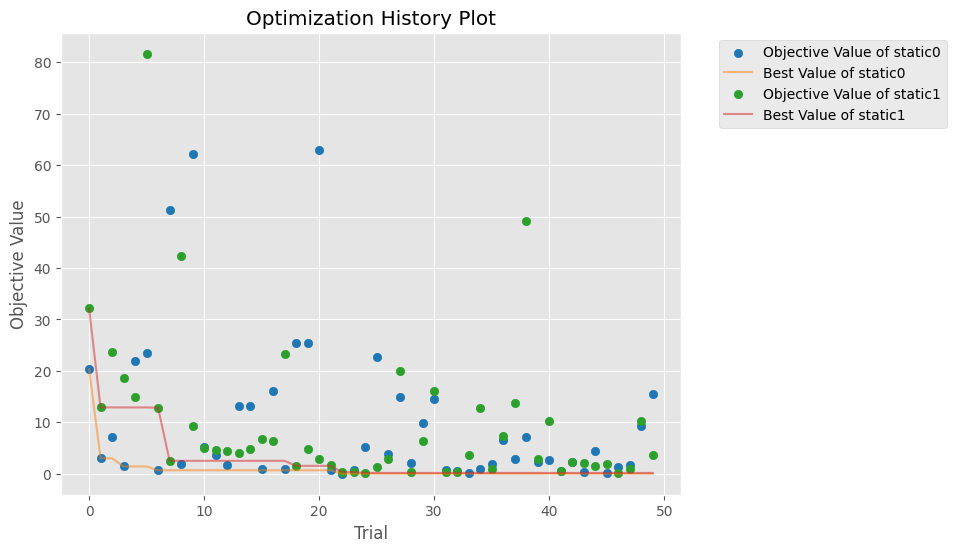 Optimization History Plot
Objective Value
80
70
60
50
40
30
20
10
0
0 10 20 30 40 50
Trial
Objective Value of static0
Best Value of static0
Objective Value of static1
Best Value of static1